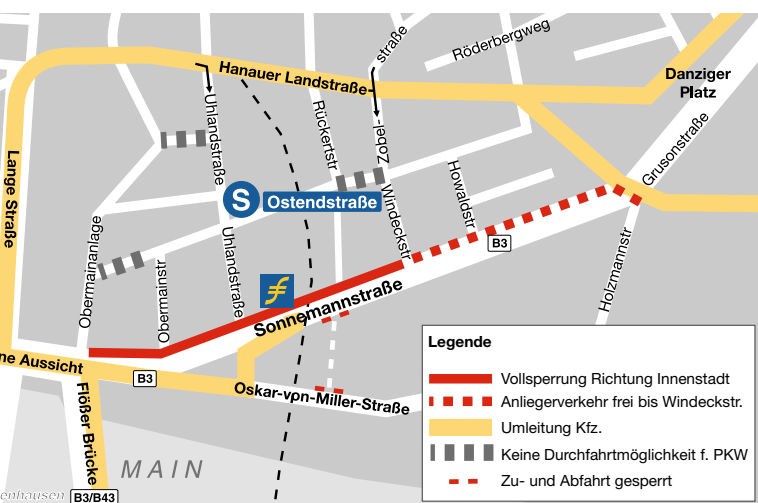 straße
Röderbergweg
Hanauer Landstraße
Danziger
Platz
Uhlandstraße
Rückertstr
Zobel-
Grusonstraße
Lange Straße
S
Ostendstraße
Windeckstr
Howaldstr
B3
Obermainanlage
Obermainstr
Uhlandstraße
Holzmannstr
Sonnemannstraße
ne Aussicht
B3
Oskar-von-Miller-Straße
Flößer Brücke
MAIN
enhausen
B3/B43
Legende
Vollsperrung Richtung Innenstadt
Anliegerverkehr frei bis Windeckstr.
Umleitung Kfz.
Keine Durchfahrtmöglichkeit f. PKW
Zu- und Abfahrt gesperrt